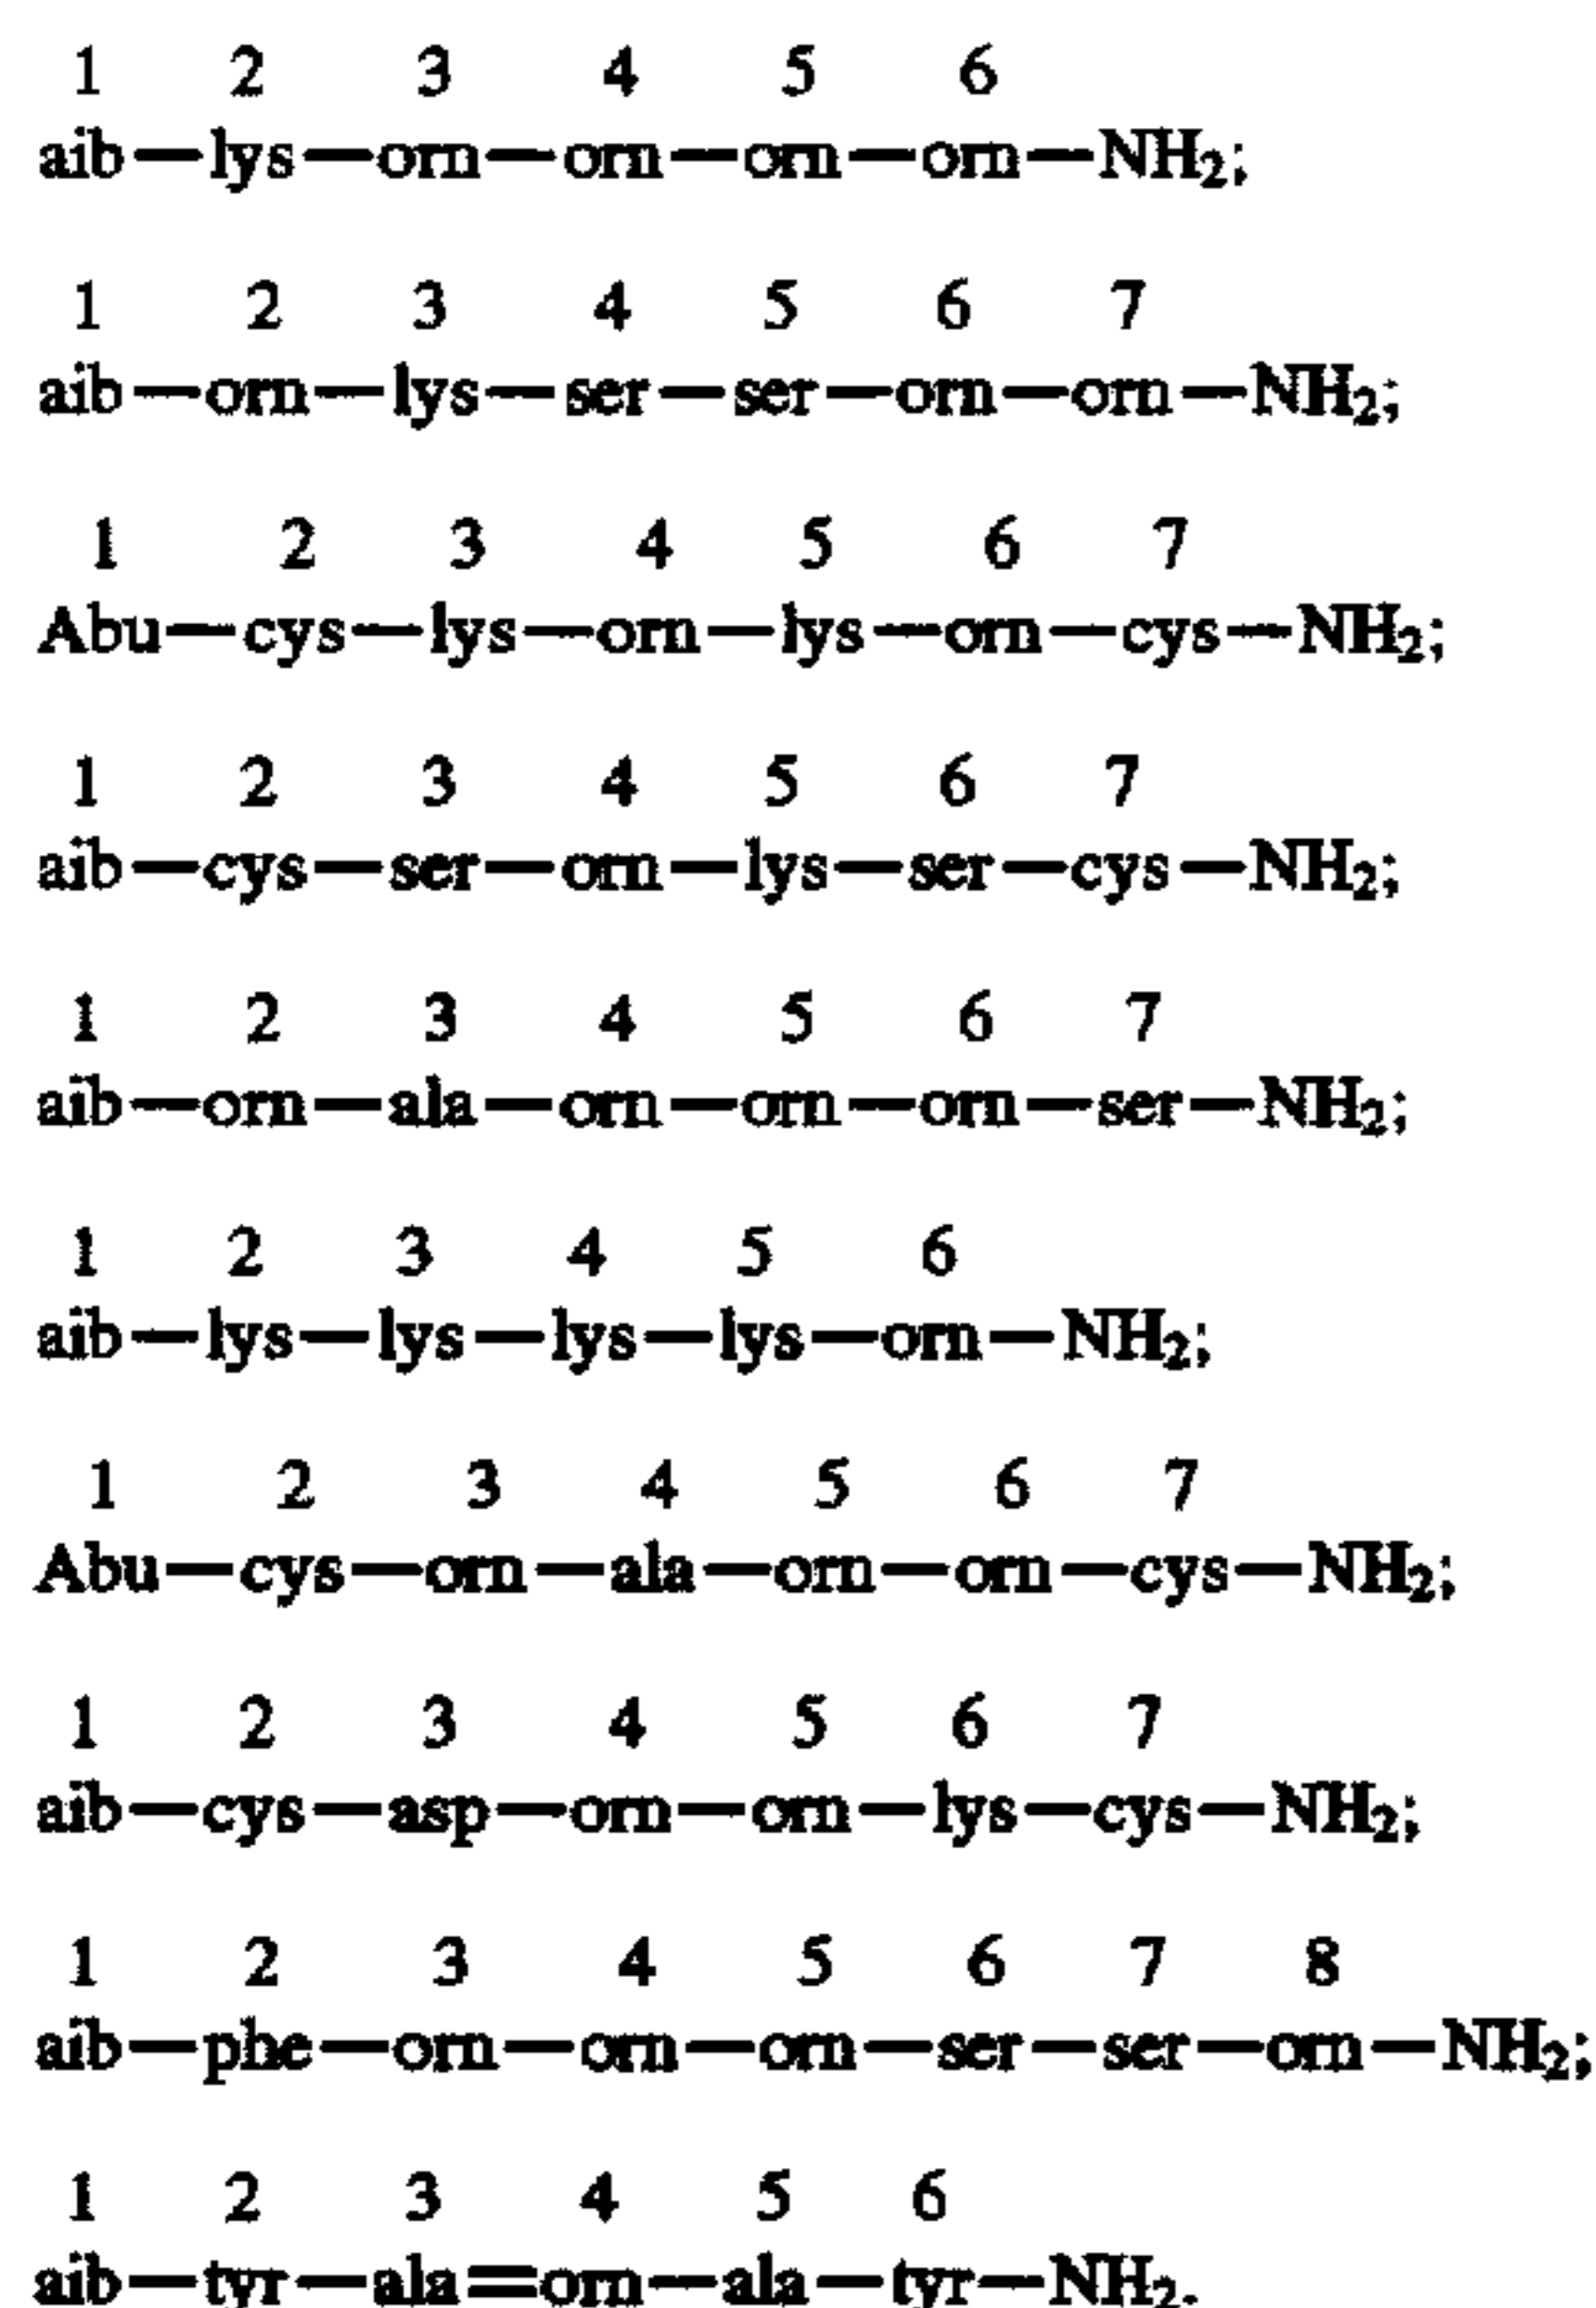 1 2 3 4 5 6
aib—lys—orn—orn—orn—orn—NH2;
1 2 3 4 5 6 7
aib—orn—lys—ser—ser—orn—orn—NH2;
1 2 3 4 5 6 7
Abu—cys—lys—orn—lys—orn—cys—NH2;
1 2 3 4 5 6 7
aib—cys—ser—orn—lys—ser—cys—NH2;
1 2 3 4 5 6 7
aib—orn—ala—orn—orn—orn—ser—NH2;
1 2 3 4 5 6
aib—lys—lys—lys—lys—orn—NH2;
1 2 3 4 5 6 7
Abu—cys—orn—ala—orn—orn—cys—NH2;
1 2 3 4 5 6 7
aib—cys—asp—orn—orn—lys—cys—NH2;
1 2 3 4 5 6 7 8
aib—phe—orn—orn—orn—ser—ser—orn—NH2;
1 2 3 4 5 6
aib—tyr—ala=orn—ala—tyr—NH2.